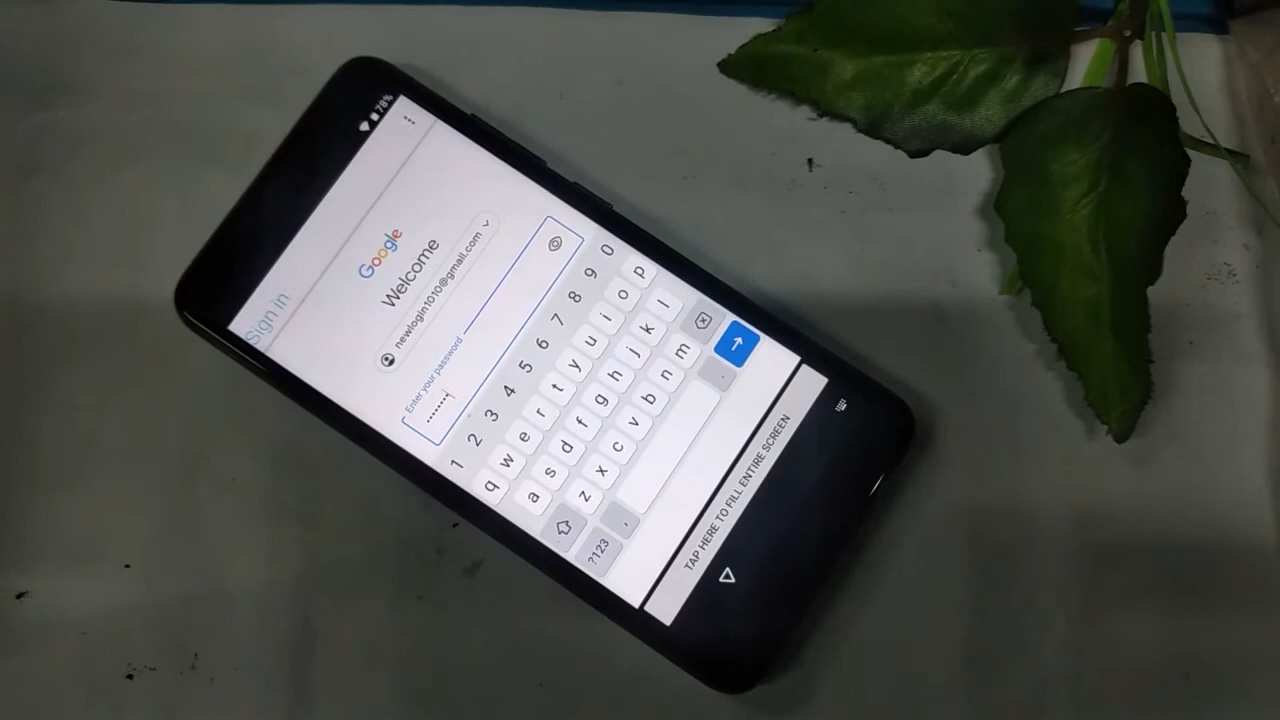 78%
Sign in
Google
Welcome
newlogin1010@gmail.com
Enter your password
••••••••
1 2 3 4 5 6 7 8 9 0
q w e r t y u i o p
a s d f g h j k l
z x c v b n m
?123 , .
TAP HERE TO FILL ENTIRE SCREEN